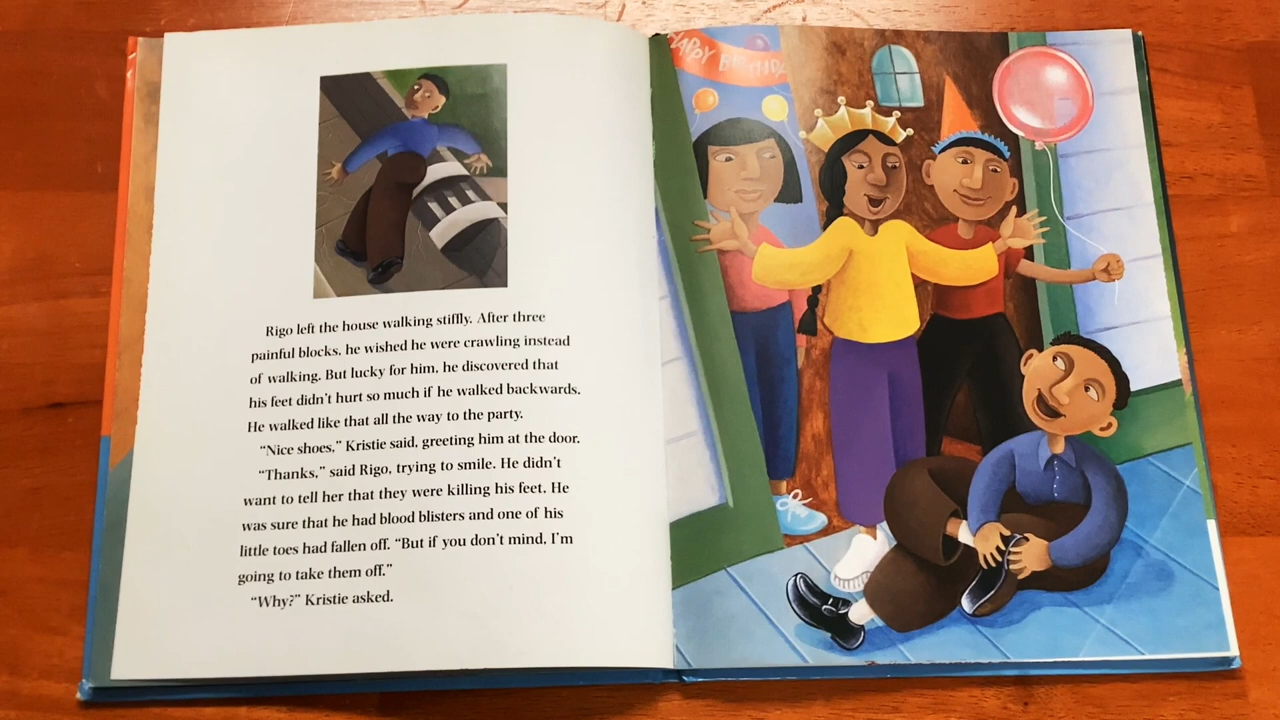 Rigo left the house walking stiffly. After three
painful blocks, he wished he were crawling instead
of walking. But lucky for him, he discovered that
his feet didn't hurt so much if he walked backwards.
He walked like that all the way to the party.
"Nice shoes," Kristie said, greeting him at the door.
"Thanks," said Rigo, trying to smile. He didn't
want to tell her that they were killing his feet. He
was sure that he had blood blisters and one of his
little toes had fallen off. "But if you don't mind, I'm
going to take them off."
"Why?" Kristie asked.